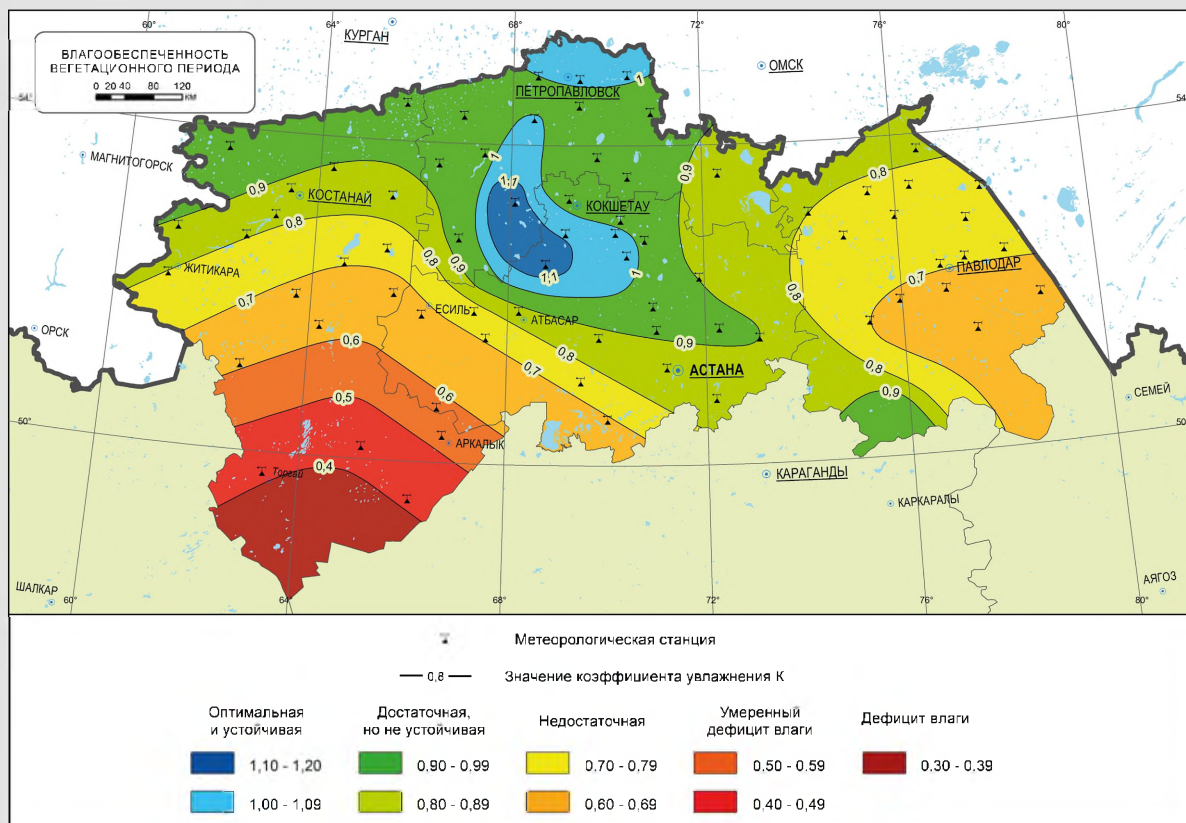 60°
64°
68°
72°
76°
80°
КУРГАН
ВЛАГООБЕСПЕЧЕННОСТЬ
ВЕГЕТАЦИОННОГО ПЕРИОДА
0 20 40 80 120
КМ
ОМСК
54°
54°
ПЕТРОПАВЛОВСК
1
МАГНИТОГОРСК
1
0,9
0,8
0,9
КОСТАНАЙ
1,1
КОКШЕТАУ
0,8
ЖИТИКАРА
0,8
0,9
1,1
1
0,7
ПАВЛОДАР
0,7
ЕСИЛЬ
АТБАСАР
0,8
ОРСК
0,6
0,8
0,9
0,7
АСТАНА
0,8
0,5
0,6
0,9
СЕМЕЙ
50°
50°
АРКАЛЫК
0,4
Торгай
КАРАГАНДЫ
КАРКАРАЛЫ
ШАЛКАР
АЯГОЗ
60°
64°
68°
72°
76°
80°
Метеорологическая станция
0,8
Значение коэффициента увлажнения К
Оптимальная
и устойчивая
1,10 - 1,20
1,00 - 1,09
Достаточная,
но не устойчивая
0,90 - 0,99
0,80 - 0,89
Недостаточная
0,70 - 0,79
0,60 - 0,69
Умеренный
дефицит влаги
0,50 - 0,59
0,40 - 0,49
Дефицит влаги
0,30 - 0,39